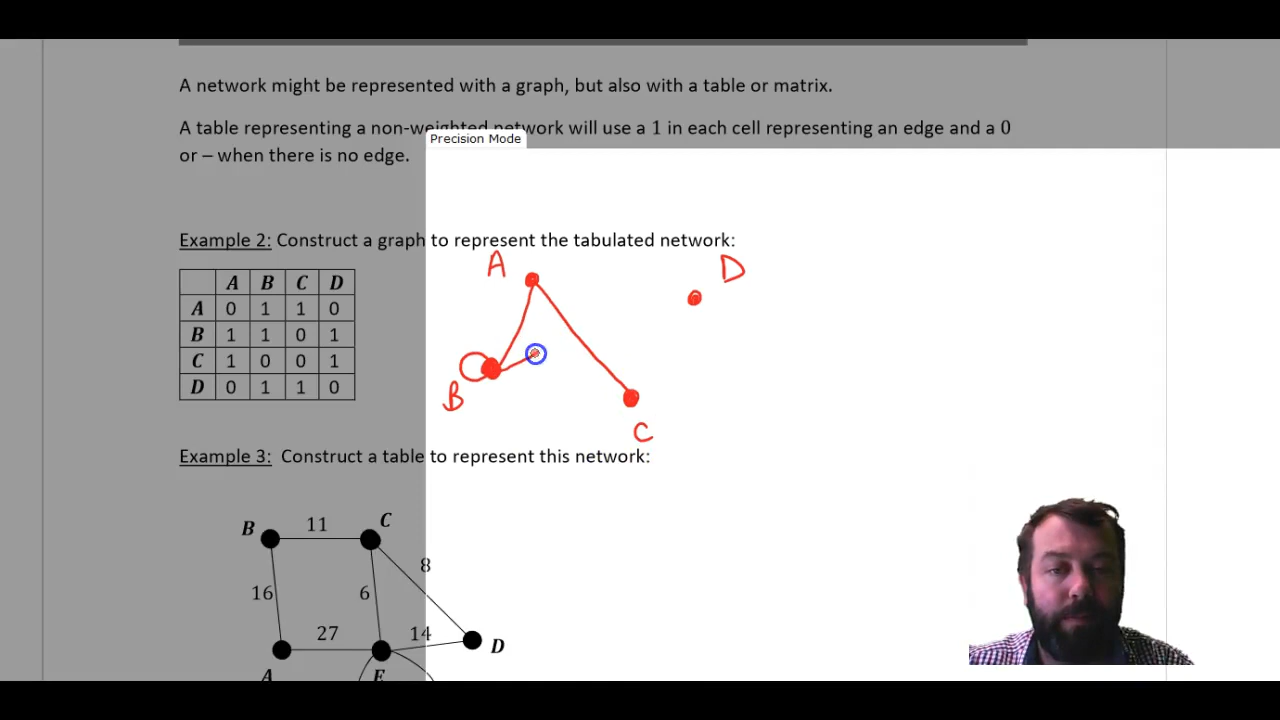 A network might be represented with a graph, but also with a table or matrix.
A table representing a non-weighted network will use a 1 in each cell representing an edge and a 0
or – when there is no edge.
Precision Mode
Example 2: Construct a graph to represent the tabulated network:
A B C D
A 0 1 1 0
B 1 1 0 1
C 1 0 0 1
D 0 1 1 0
A
D
B
C
Example 3: Construct a table to represent this network:
B 11 C
8
16 6
27 14
D
A E